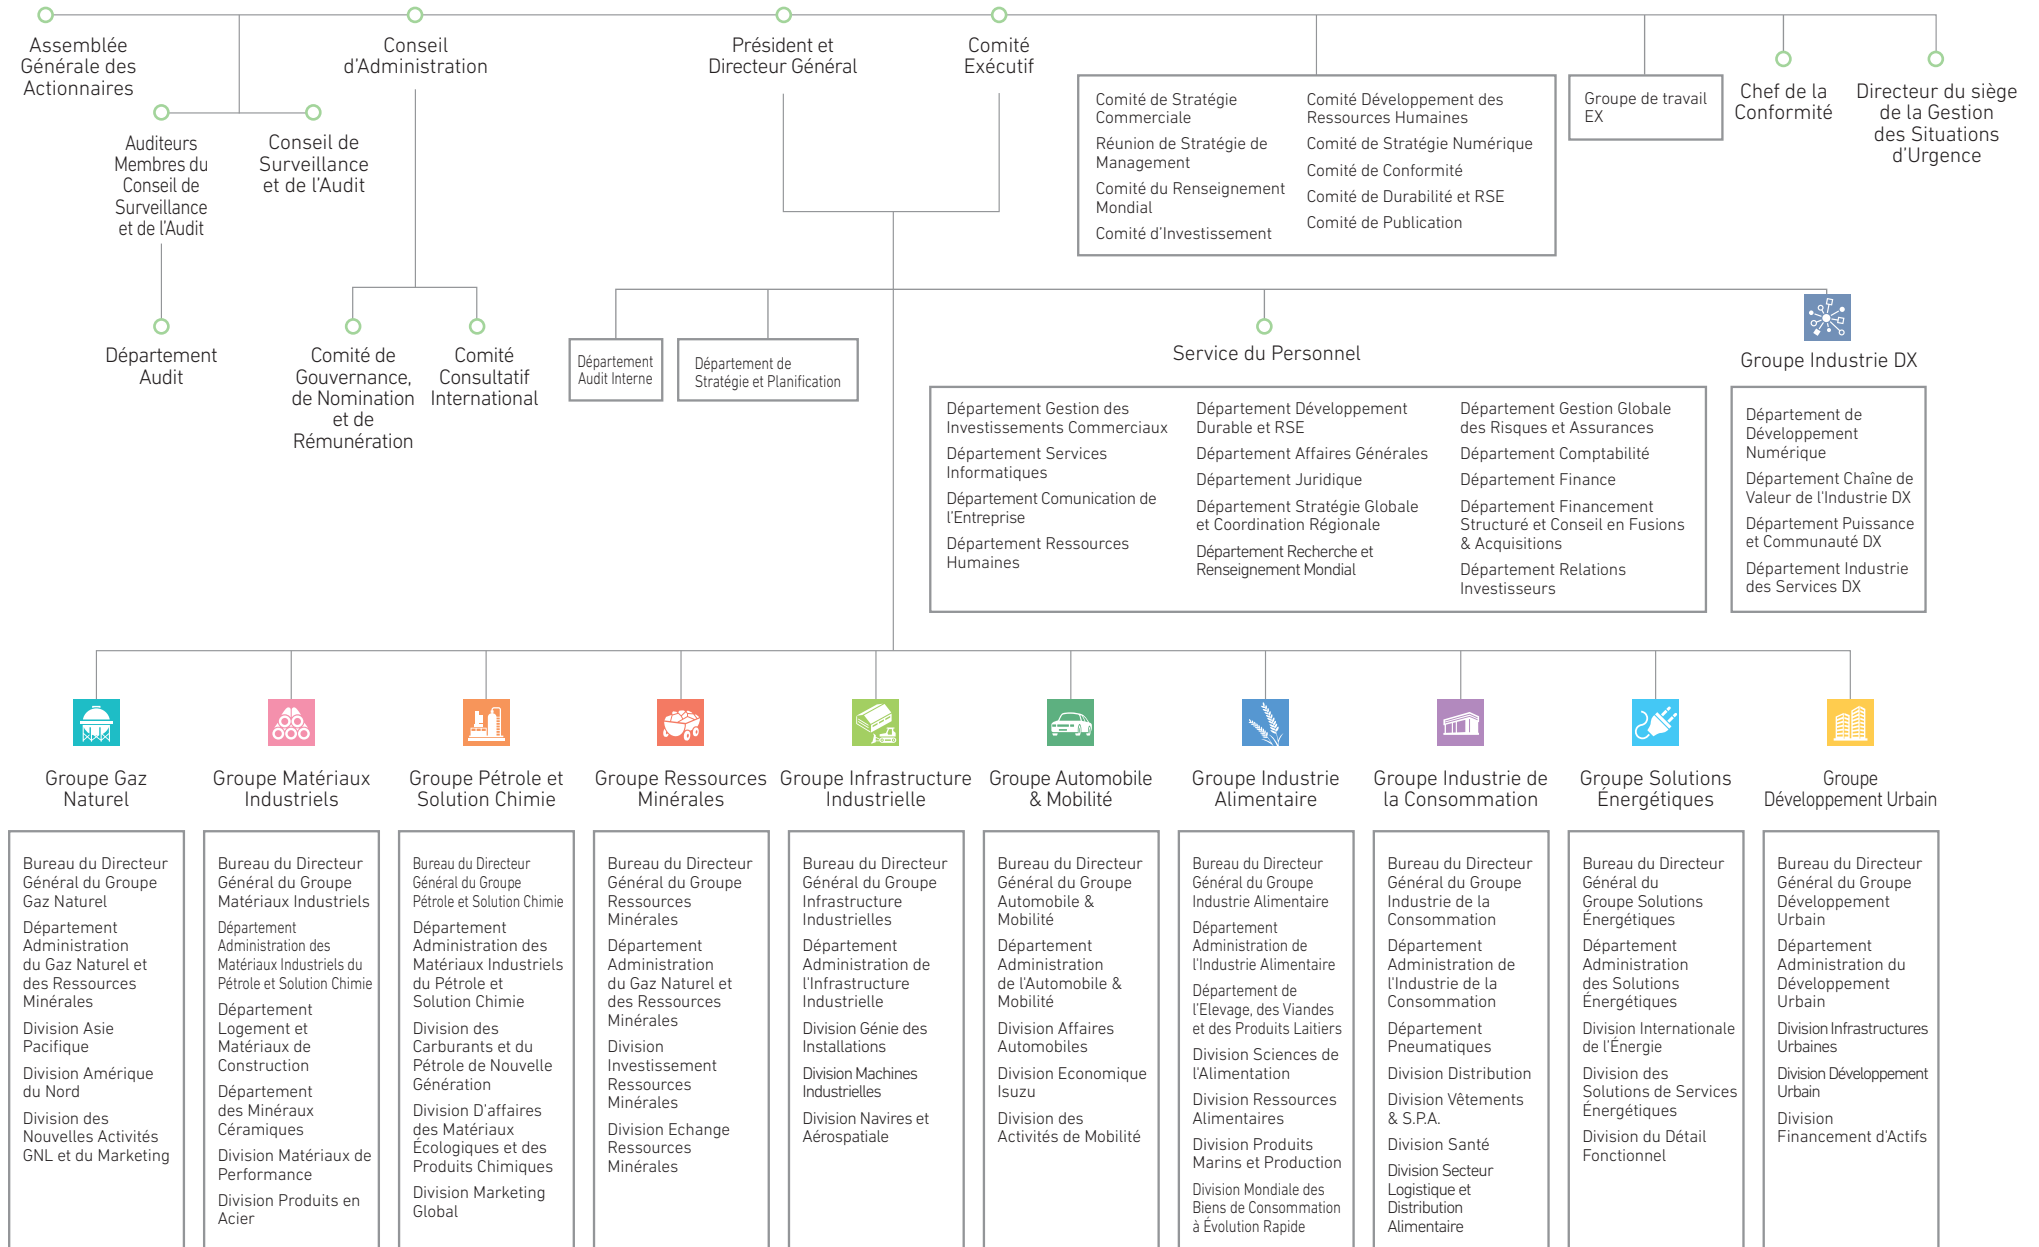 Assemblée
Générale des
Actionnaires
Conseil
d'Administration
Président et
Directeur Général
Comité
Exécutif
Auditeurs
Membres du
Conseil de
Surveillance
et de l'Audit
Conseil de
Surveillance
et de l'Audit
Comité de Stratégie
Commerciale
Réunion de Stratégie de
Management
Comité du Renseignement
Mondial
Comité d'Investissement
Comité Développement des
Ressources Humaines
Comité de Stratégie Numérique
Comité de Conformité
Comité de Durabilité et RSE
Comité de Publication
Groupe de travail
EX
Chef de la
Conformité
Directeur du siège
de la Gestion
des Situations
d'Urgence
Département
Audit
Comité de
Gouvernance,
de Nomination
et de
Rémunération
Comité
Consultatif
International
Département
Audit Interne
Département de
Stratégie et Planification
Service du Personnel
Département Gestion des
Investissements Commerciaux
Département Services
Informatiques
Département Comunication de
l'Entreprise
Département Ressources
Humaines
Département Développement
Durable et RSE
Département Affaires Générales
Département Juridique
Département Stratégie Globale
et Coordination Régionale
Département Recherche et
Renseignement Mondial
Département Gestion Globale
des Risques et Assurances
Département Comptabilité
Département Finance
Département Financement
Structuré et Conseil en Fusions
& Acquisitions
Département Relations
Investisseurs
Groupe Industrie DX
Département de
Développement
Numérique
Département Chaîne de
Valeur de l'Industrie DX
Département Puissance
et Communauté DX
Département Industrie
des Services DX
Groupe Gaz
Naturel
Bureau du Directeur
Général du Groupe
Gaz Naturel
Département
Administration
du Gaz Naturel et
des Ressources
Minérales
Division Asie
Pacifique
Division Amérique
du Nord
Division des
Nouvelles Activités
GNL et du Marketing
Groupe Matériaux
Industriels
Bureau du Directeur
Général du Groupe
Matériaux Industriels
Département
Administration des
Matériaux Industriels du
Pétrole et Solution Chimie
Département
Logement et
Matériaux de
Construction
Département
des Minéraux
Céramiques
Division Matériaux de
Performance
Division Produits en
Acier
Groupe Pétrole et
Solution Chimie
Bureau du Directeur
Général du Groupe
Pétrole et Solution Chimie
Département
Administration des
Matériaux Industriels
du Pétrole et
Solution Chimie
Division des
Carburants et du
Pétrole de Nouvelle
Génération
Division D'affaires
des Matériaux
Écologiques et des
Produits Chimiques
Division Marketing
Global
Groupe Ressources
Minérales
Bureau du Directeur
Général du Groupe
Ressources
Minérales
Département
Administration
du Gaz Naturel et
des Ressources
Minérales
Division
Investissement
Ressources
Minérales
Division Echange
Ressources
Minérales
Groupe Infrastructure
Industrielle
Bureau du Directeur
Général du Groupe
Infrastructure
Industrielles
Département
Administration de
l'Infrastructure
Industrielle
Division Génie des
Installations
Division Machines
Industrielles
Division Navires et
Aérospatiale
Groupe Automobile
& Mobilité
Bureau du Directeur
Général du Groupe
Automobile &
Mobilité
Département
Administration
de l'Automobile &
Mobilité
Division Affaires
Automobiles
Division Economique
Isuzu
Division des
Activités de Mobilité
Groupe Industrie
Alimentaire
Bureau du Directeur
Général du Groupe
Industrie Alimentaire
Département
Administration de
l'Industrie Alimentaire
Département de
l'Elevage, des Viandes
et des Produits Laitiers
Division Sciences de
l'Alimentation
Division Ressources
Alimentaires
Division Produits
Marins et Production
Division Mondiale des
Biens de Consommation
à Évolution Rapide
Groupe Industrie de
la Consommation
Bureau du Directeur
Général du Groupe
Industrie de la
Consommation
Département
Administration de
l'Industrie de la
Consommation
Département
Pneumatiques
Division Distribution
Division Vêtements
& S.P.A.
Division Santé
Division Secteur
Logistique et
Distribution
Alimentaire
Groupe Solutions
Énergétiques
Bureau du Directeur
Général du
Groupe Solutions
Énergétiques
Département
Administration
des Solutions
Énergétiques
Division Internationale
de l'Énergie
Division des
Solutions de Services
Énergétiques
Division du Détail
Fonctionnel
Groupe
Développement Urbain
Bureau du Directeur
Général du Groupe
Développement
Urbain
Département
Administration du
Développement
Urbain
Division Infrastructures
Urbaines
Division Développement
Urbain
Division
Financement d'Actifs